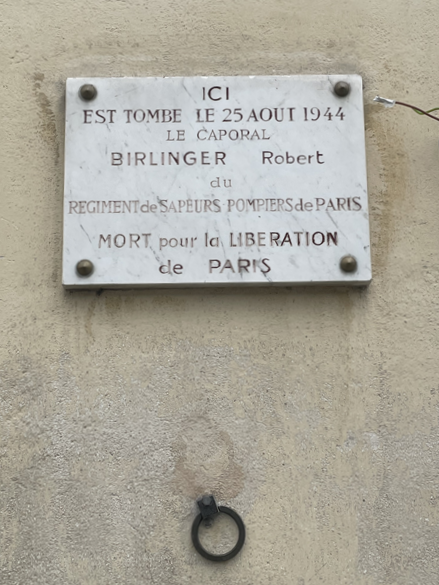 ICI
EST TOMBE LE 25 AOUT 1944
LE CAPORAL
BIRLINGER Robert
du
REGIMENT de SAPEURS POMPIERS de PARIS
MORT pour la LIBERATION
de PARIS